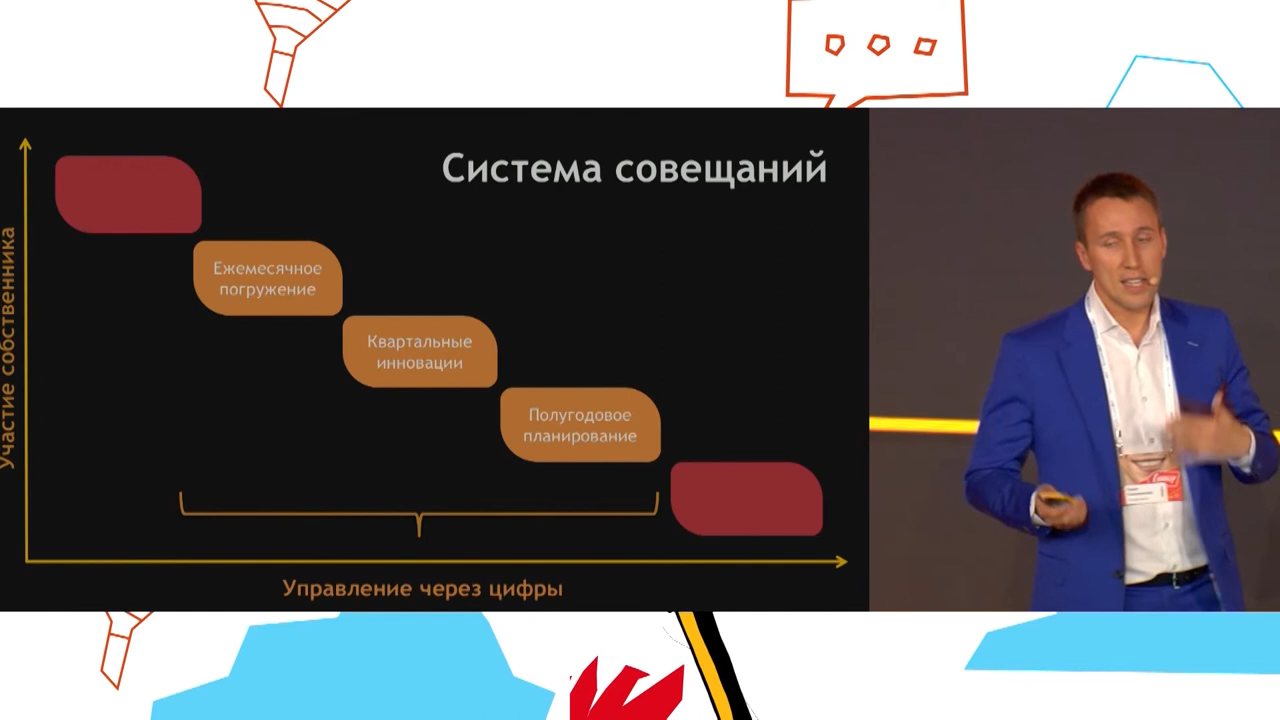 Система совещаний
Участие собственника
Ежемесячное
погружение
Квартальные
инновации
Полугодовое
планирование
Управление через цифры